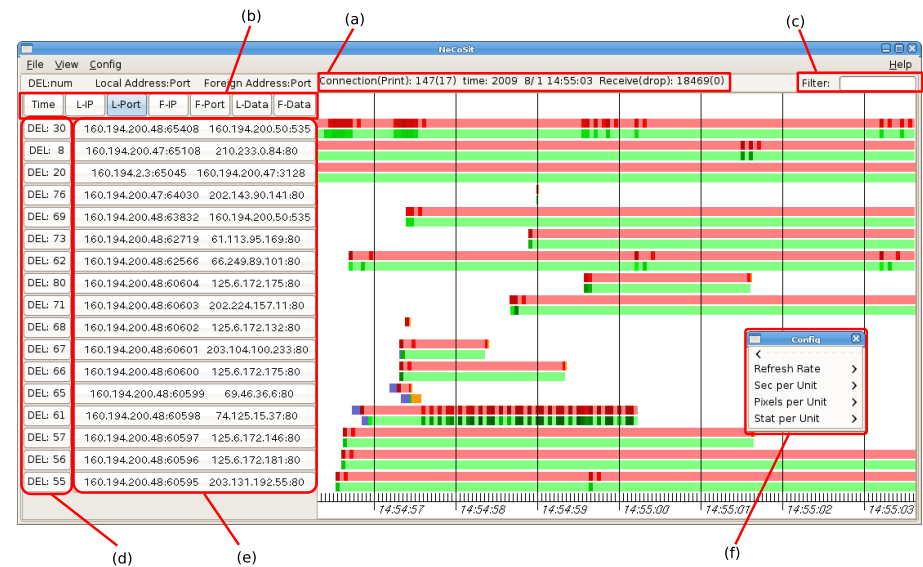 (b)
(a)
(c)
NeCoSit
File View Config Help
DEL:num Local Address:Port Foreign Address:Port Connection(Print): 147(17) time: 2009 8/ 1 14:55:03 Receive(drop): 18469(0) Filter:
Time L-IP L-Port F-IP F-Port L-Data F-Data
DEL: 30 160.194.200.48:65408 160.194.200.50:535
DEL: 8 160.194.200.47:65108 210.233.0.84:80
DEL: 20 160.194.2.3:65045 160.194.200.47:3128
DEL: 76 160.194.200.47:64030 202.143.90.141:80
DEL: 69 160.194.200.48:63832 160.194.200.50:535
DEL: 73 160.194.200.48:62719 61.113.95.169:80
DEL: 62 160.194.200.48:62566 66.249.89.101:80
DEL: 80 160.194.200.48:60604 125.6.172.175:80
DEL: 71 160.194.200.48:60603 202.224.157.11:80
DEL: 68 160.194.200.48:60602 125.6.172.132:80
DEL: 67 160.194.200.48:60601 203.104.100.233:80
DEL: 66 160.194.200.48:60600 125.6.172.175:80
DEL: 65 160.194.200.48:60599 69.46.36.6:80
DEL: 61 160.194.200.48:60598 74.125.15.37:80
DEL: 57 160.194.200.48:60597 125.6.172.146:80
DEL: 56 160.194.200.48:60596 125.6.172.181:80
DEL: 55 160.194.200.48:60595 203.131.192.55:80
Config
Refresh Rate
Sec per Unit
Pixels per Unit
Stat per Unit
14:54:57 14:54:58 14:54:59 14:55:00 14:55:01 14:55:02 14:55:03
(d)
(e)
(f)